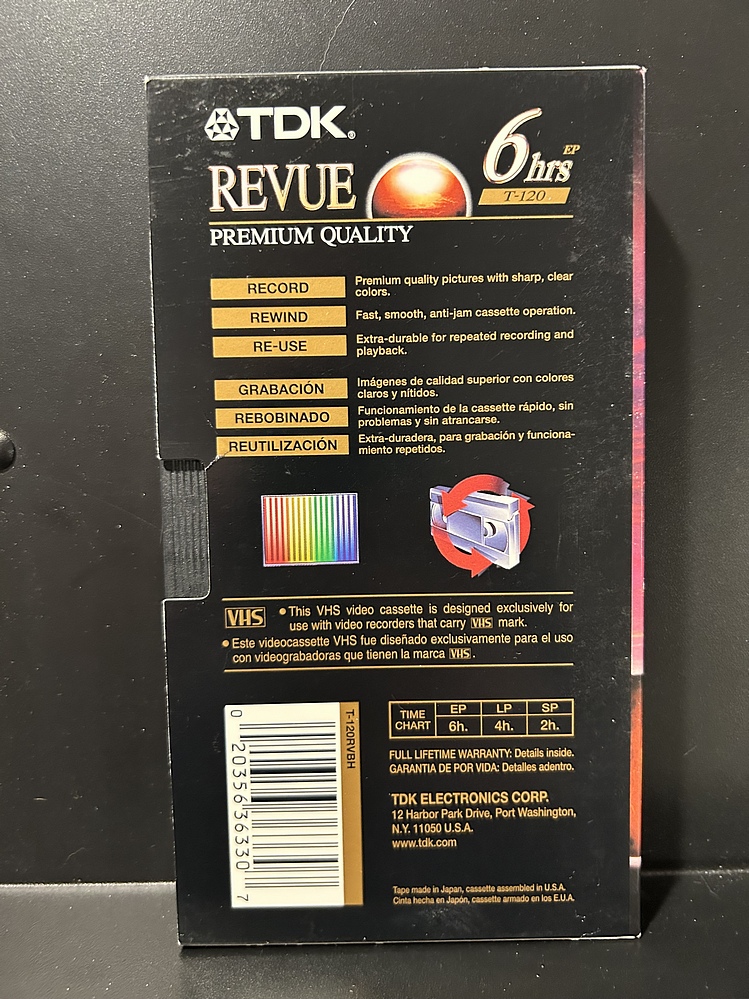 TDK®
6 hrs EP
T-120
REVUE
PREMIUM QUALITY
RECORD
Premium quality pictures with sharp, clear
colors.
REWIND
Fast, smooth, anti-jam cassette operation.
RE-USE
Extra-durable for repeated recording and
playback.
GRABACIÓN
Imágenes de calidad superior con colores
claros y nítidos.
REBOBINADO
Funcionamiento de la cassette rápido, sin
problemas y sin atrancarse.
REUTILIZACIÓN
Extra-duradera, para grabación y funciona-
miento repetidos.
VHS
•This VHS video cassette is designed exclusively for
use with video recorders that carry VHS mark.
•Este videocassette VHS fue diseñado exclusivamente para el uso
con videograbadoras que tienen la marca VHS.
T-120RVBH
0 20356 36330 7
TIME CHART
EP LP SP
6h. 4h. 2h.
FULL LIFETIME WARRANTY: Details inside.
GARANTIA DE POR VIDA: Detalles adentro.
TDK ELECTRONICS CORP.
12 Harbor Park Drive, Port Washington,
N.Y. 11050 U.S.A.
www.tdk.com
Tape made in Japan, cassette assembled in U.S.A.
Cinta hecha en Japón, cassette armado en los E.U.A.